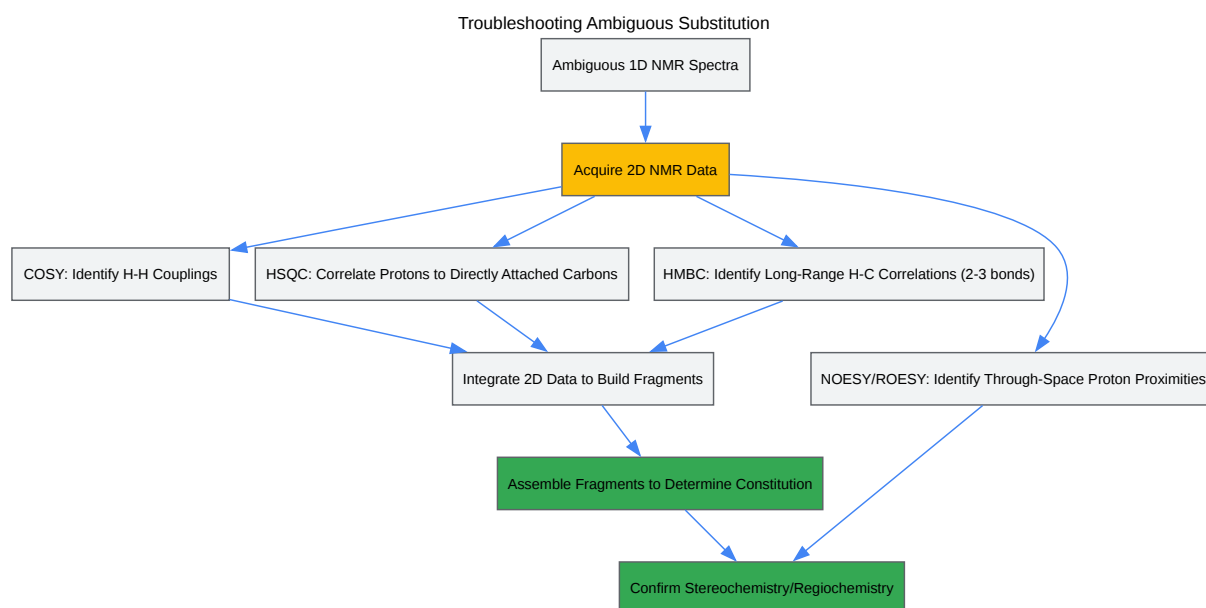 Troubleshooting Ambiguous Substitution
Ambiguous 1D NMR Spectra
Acquire 2D NMR Data
COSY: Identify H-H Couplings
HSQC: Correlate Protons to Directly Attached Carbons
HMBC: Identify Long-Range H-C Correlations (2-3 bonds)
Integrate 2D Data to Build Fragments
NOESY/ROESY: Identify Through-Space Proton Proximities
Assemble Fragments to Determine Constitution
Confirm Stereochemistry/Regiochemistry